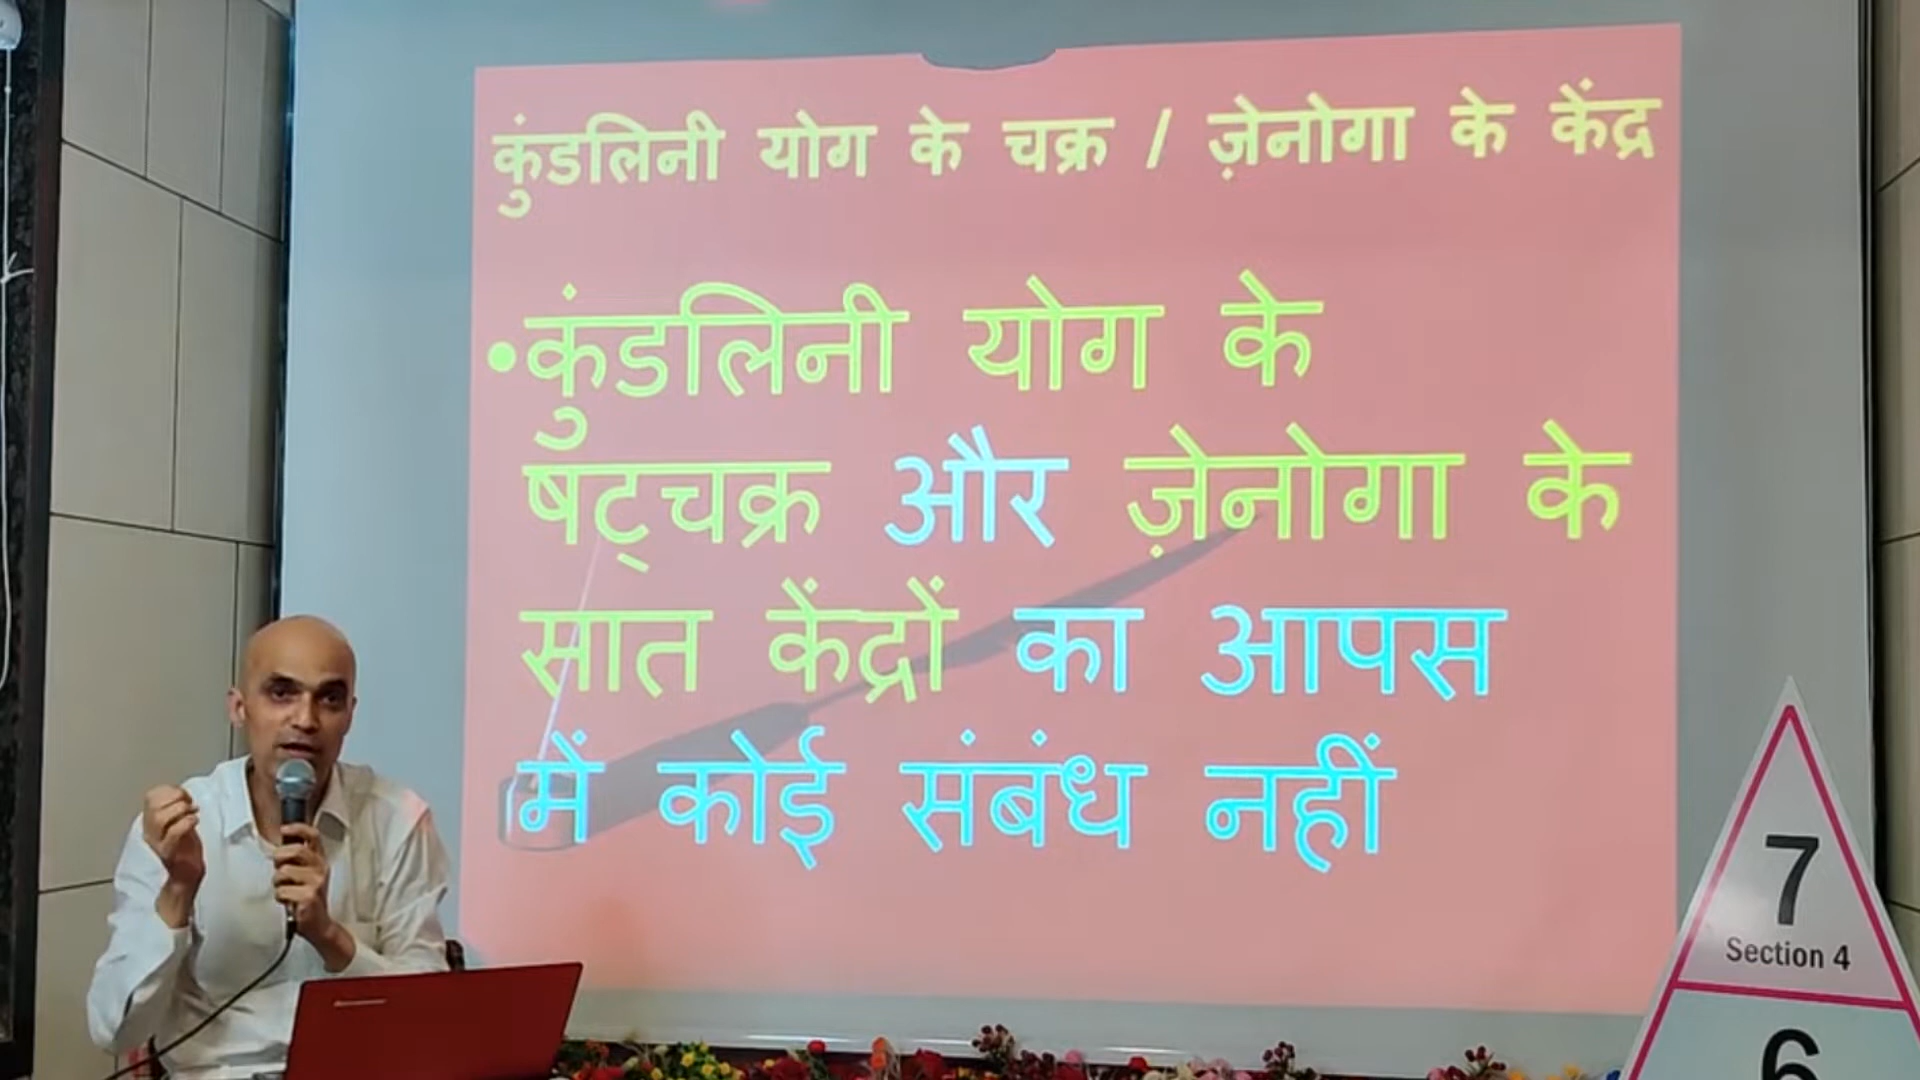 कुंडलिनी योग के चक्र / ज़ेनोगा के केंद्र
•कुंडलिनी योग के
षट्चक्र और ज़ेनोगा के
सात केंद्रों का आपस
में कोई संबंध नहीं
7
Section 4
6